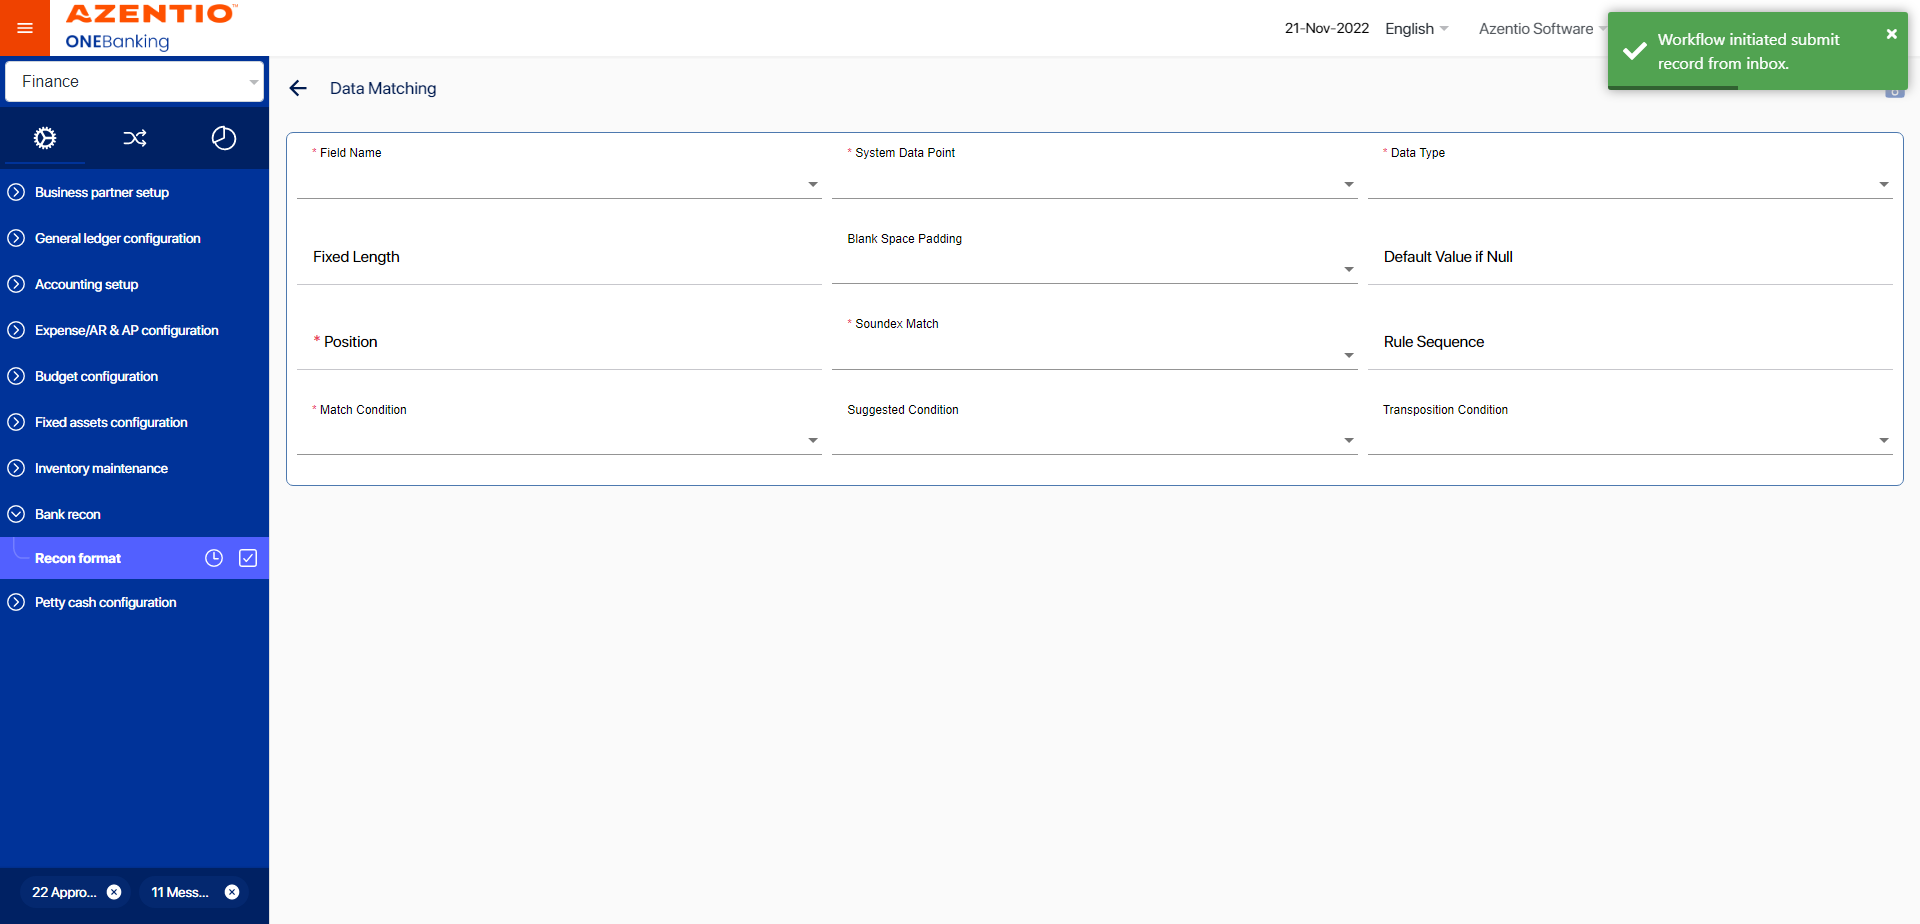 AZENTIO™
ONEBanking
21-Nov-2022
English
Azentio Software
Workflow initiated submit
record from inbox.
Finance
Data Matching
Business partner setup
General ledger configuration
Accounting setup
Expense/AR & AP configuration
Budget configuration
Fixed assets configuration
Inventory maintenance
Bank recon
Recon format
Petty cash configuration
22 Appro...
11 Mess...
* Field Name
* System Data Point
* Data Type
Fixed Length
Blank Space Padding
Default Value if Null
* Position
* Soundex Match
Rule Sequence
* Match Condition
Suggested Condition
Transposition Condition